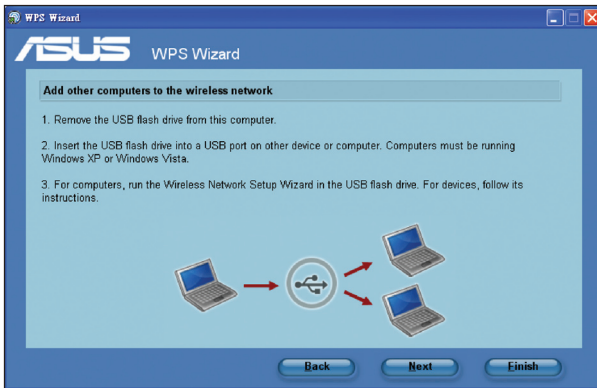 WPS Wizard
ASUS WPS Wizard
Add other computers to the wireless network
1. Remove the USB flash drive from this computer.
2. Insert the USB flash drive into a USB port on other device or computer. Computers must be running
Windows XP or Windows Vista.
3. For computers, run the Wireless Network Setup Wizard in the USB flash drive. For devices, follow its
instructions.
Back Next Finish